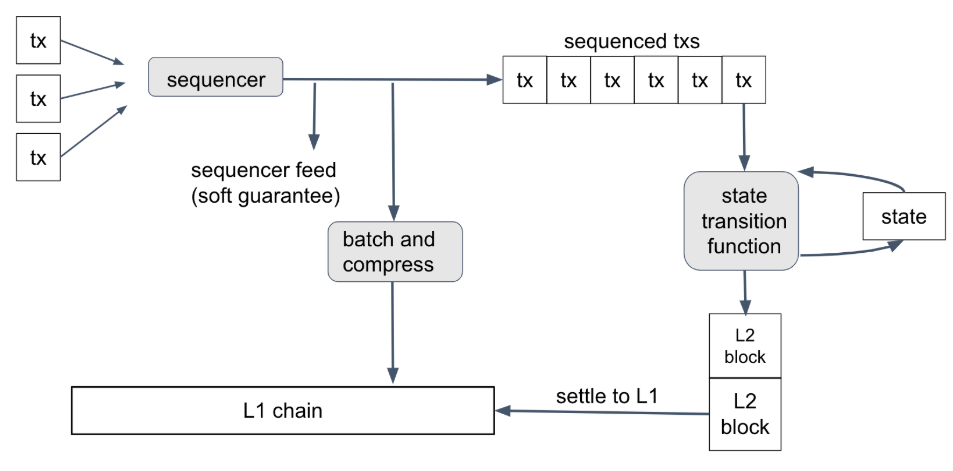 tx
tx
tx
sequencer
sequencer feed
(soft guarantee)
batch and
compress
sequenced txs
tx tx tx tx tx tx
state
transition
function
state
L2
block
L2
block
settle to L1
L1 chain